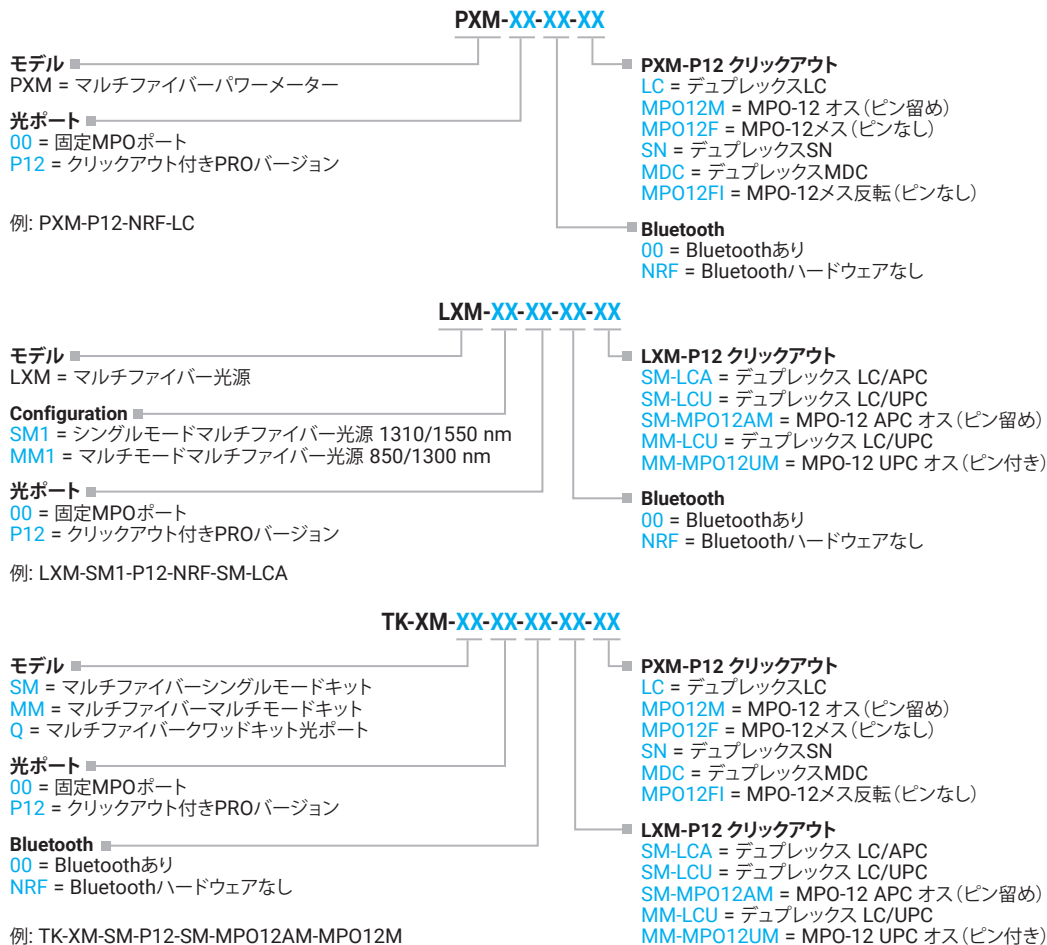 PXM-XX-XX-XX
モデル
PXM = マルチファイバーパワーメーター
光ポート
00 = 固定MPOポート
P12 = クリックアウト付きPROバージョン
例: PXM-P12-NRF-LC
PXM-P12 クリックアウト
LC = デュプレックスLC
MPO12M = MPO-12 オス（ピン留め）
MPO12F = MPO-12メス（ピンなし）
SN = デュプレックスSN
MDC = デュプレックスMDC
MPO12FI = MPO-12メス反転（ピンなし）
Bluetooth
00 = Bluetoothあり
NRF = Bluetoothハードウェアなし
LXM-XX-XX-XX-XX
モデル
LXM = マルチファイバー光源
Configuration
SM1 = シングルモードマルチファイバー光源 1310/1550 nm
MM1 = マルチモードマルチファイバー光源 850/1300 nm
光ポート
00 = 固定MPOポート
P12 = クリックアウト付きPROバージョン
例: LXM-SM1-P12-NRF-SM-LCA
LXM-P12 クリックアウト
SM-LCA = デュプレックス LC/APC
SM-LCU = デュプレックス LC/UPC
SM-MPO12AM = MPO-12 APC オス（ピン留め）
MM-LCU = デュプレックス LC/UPC
MM-MPO12UM = MPO-12 UPC オス（ピン付き）
Bluetooth
00 = Bluetoothあり
NRF = Bluetoothハードウェアなし
TK-XM-XX-XX-XX-XX-XX
モデル
SM = マルチファイバーシングルモードキット
MM = マルチファイバーマルチモードキット
Q = マルチファイバークワッドキット光ポート
光ポート
00 = 固定MPOポート
P12 = クリックアウト付きPROバージョン
Bluetooth
00 = Bluetoothあり
NRF = Bluetoothハードウェアなし
例: TK-XM-SM-P12-SM-MPO12AM-MPO12M
PXM-P12 クリックアウト
LC = デュプレックスLC
MPO12M = MPO-12 オス（ピン留め）
MPO12F = MPO-12メス（ピンなし）
SN = デュプレックスSN
MDC = デュプレックスMDC
MPO12FI = MPO-12メス反転（ピンなし）
LXM-P12 クリックアウト
SM-LCA = デュプレックス LC/APC
SM-LCU = デュプレックス LC/UPC
SM-MPO12AM = MPO-12 APC オス（ピン留め）
MM-LCU = デュプレックス LC/UPC
MM-MPO12UM = MPO-12 UPC オス（ピン付き）